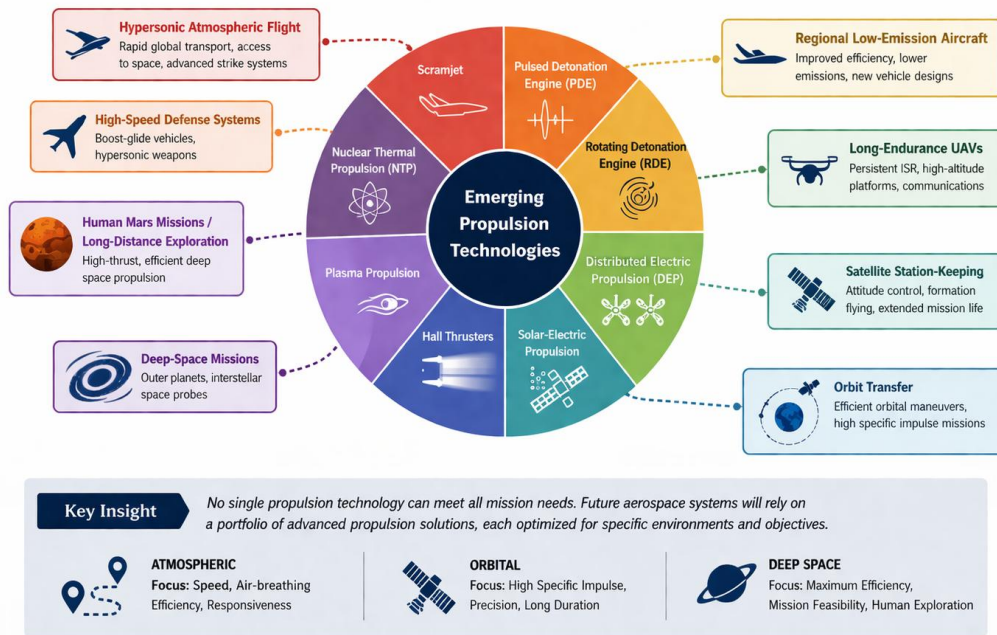 Hypersonic Atmospheric Flight
Rapid global transport, access
to space, advanced strike systems
High-Speed Defense Systems
Boost-glide vehicles,
hypersonic weapons
Human Mars Missions /
Long-Distance Exploration
High-thrust, efficient deep
space propulsion
Deep-Space Missions
Outer planets, interstellar
space probes
Scramjet
Pulsed Detonation
Engine (PDE)
Nuclear Thermal
Propulsion (NTP)
Rotating Detonation
Engine (RDE)
Emerging
Propulsion
Technologies
Plasma Propulsion
Distributed Electric
Propulsion (DEP)
Hall Thrusters
Solar-Electric
Propulsion
Regional Low-Emission Aircraft
Improved efficiency, lower
emissions, new vehicle designs
Long-Endurance UAVs
Persistent ISR, high-altitude
platforms, communications
Satellite Station-Keeping
Attitude control, formation
flying, extended mission life
Orbit Transfer
Efficient orbital maneuvers,
high specific impulse missions
Key Insight
No single propulsion technology can meet all mission needs. Future aerospace systems will rely on
a portfolio of advanced propulsion solutions, each optimized for specific environments and objectives.
ATMOSPHERIC
Focus: Speed, Air-breathing
Efficiency, Responsiveness
ORBITAL
Focus: High Specific Impulse,
Precision, Long Duration
DEEP SPACE
Focus: Maximum Efficiency,
Mission Feasibility, Human Exploration